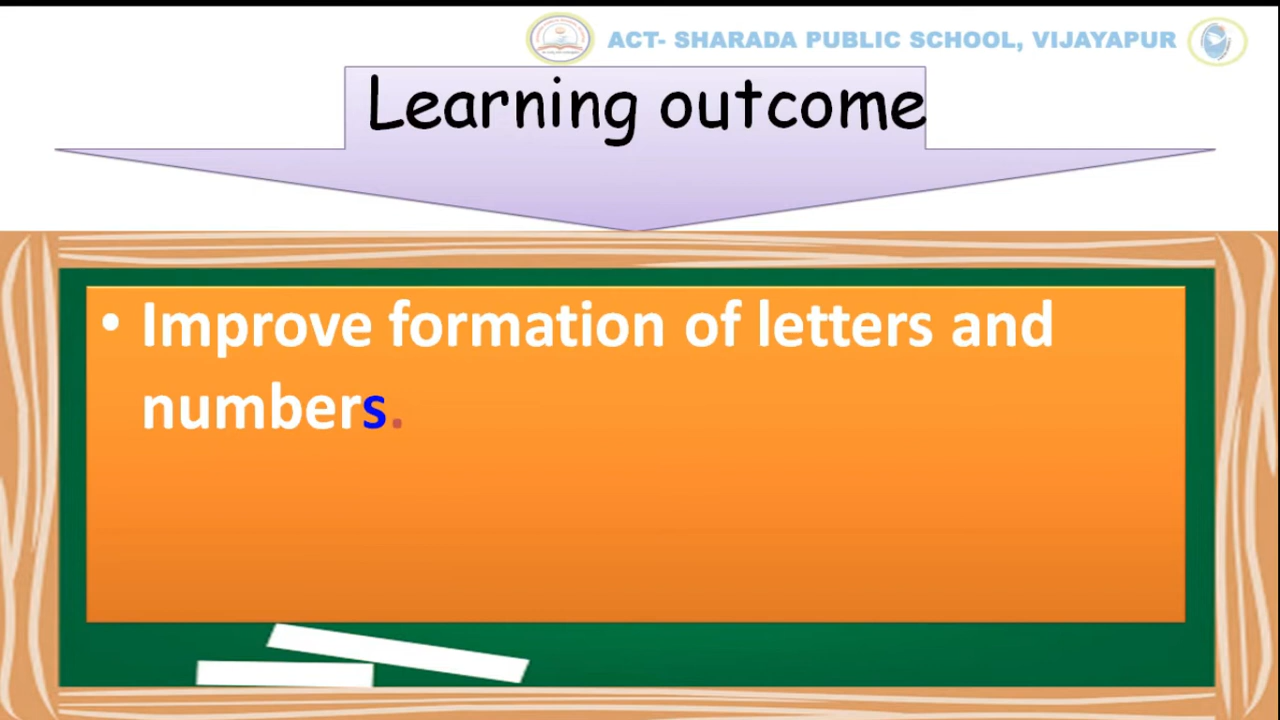 ACT- SHARADA PUBLIC SCHOOL, VIJAYAPUR
Learning outcome
• Improve formation of letters and
numbers.